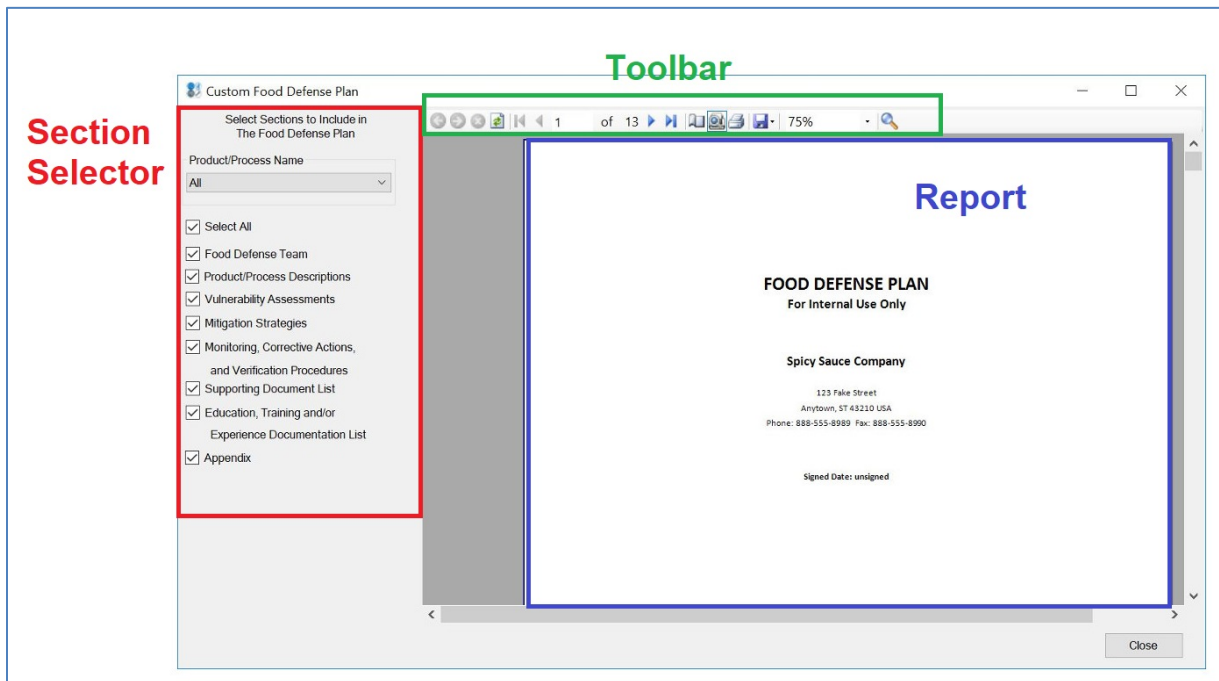 Toolbar
Custom Food Defense Plan
Section
Selector
Select Sections to Include in
The Food Defense Plan
1 of 13 75%
Product/Process Name
All
Select All
Food Defense Team
Product/Process Descriptions
Vulnerability Assessments
Mitigation Strategies
Monitoring, Corrective Actions,
and Verification Procedures
Supporting Document List
Education, Training and/or
Experience Documentation List
Appendix
Report
FOOD DEFENSE PLAN
For Internal Use Only
Spicy Sauce Company
123 Fake Street
Anytown, ST 43210 USA
Phone: 888-555-8989 Fax: 888-555-8990
Signed Date: unsigned
Close